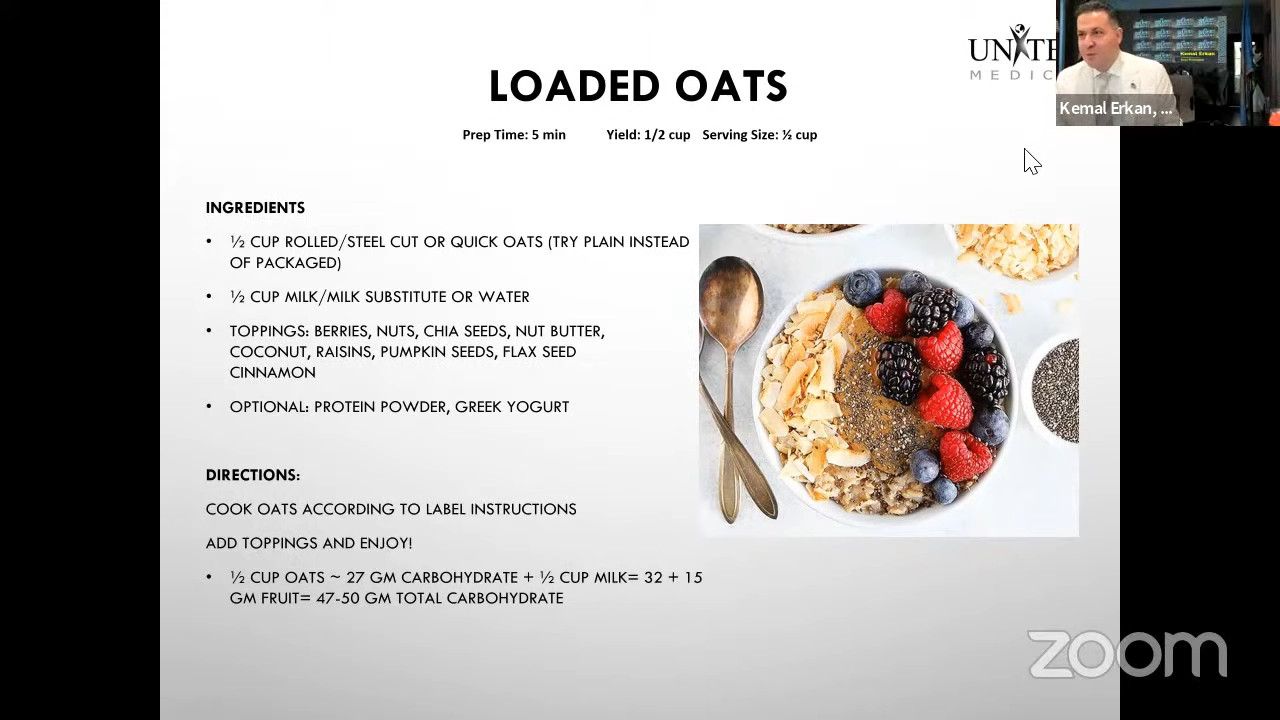 UNITE
MEDIC
LOADED OATS
Prep Time: 5 min Yield: 1/2 cup Serving Size: ½ cup
Kemal Erkan
Kemal Erkan, ...
INGREDIENTS
• ½ CUP ROLLED/STEEL CUT OR QUICK OATS (TRY PLAIN INSTEAD
OF PACKAGED)
• ½ CUP MILK/MILK SUBSTITUTE OR WATER
• TOPPINGS: BERRIES, NUTS, CHIA SEEDS, NUT BUTTER,
COCONUT, RAISINS, PUMPKIN SEEDS, FLAX SEED
CINNAMON
• OPTIONAL: PROTEIN POWDER, GREEK YOGURT
DIRECTIONS:
COOK OATS ACCORDING TO LABEL INSTRUCTIONS
ADD TOPPINGS AND ENJOY!
• ½ CUP OATS ~ 27 GM CARBOHYDRATE + ½ CUP MILK= 32 + 15
GM FRUIT= 47-50 GM TOTAL CARBOHYDRATE
zoom